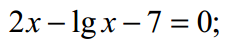 2x − lg x − 7 = 0;